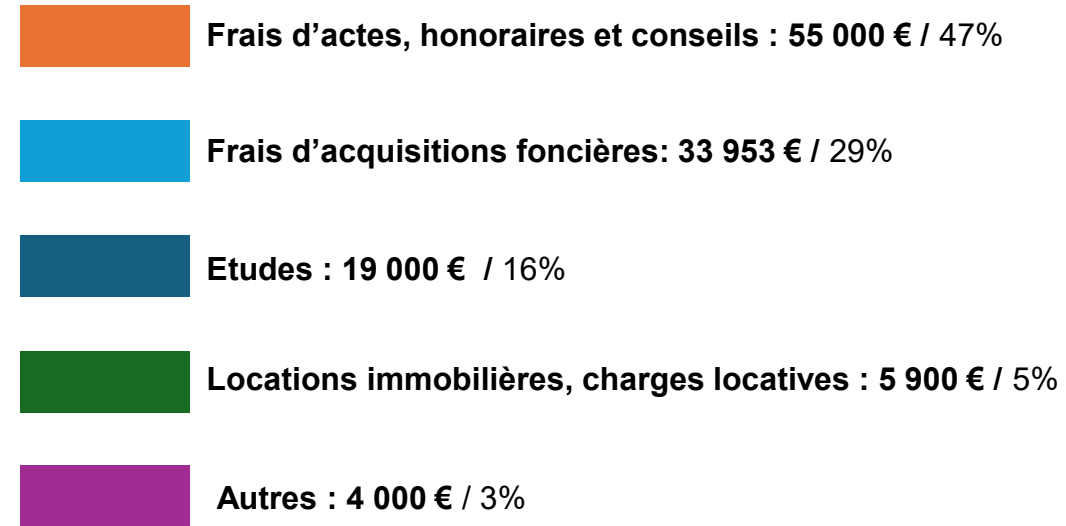 Frais d’actes, honoraires et conseils : 55 000 € / 47%
Frais d’acquisitions foncières: 33 953 € / 29%
Etudes : 19 000 € / 16%
Locations immobilières, charges locatives : 5 900 € / 5%
Autres : 4 000 € / 3%